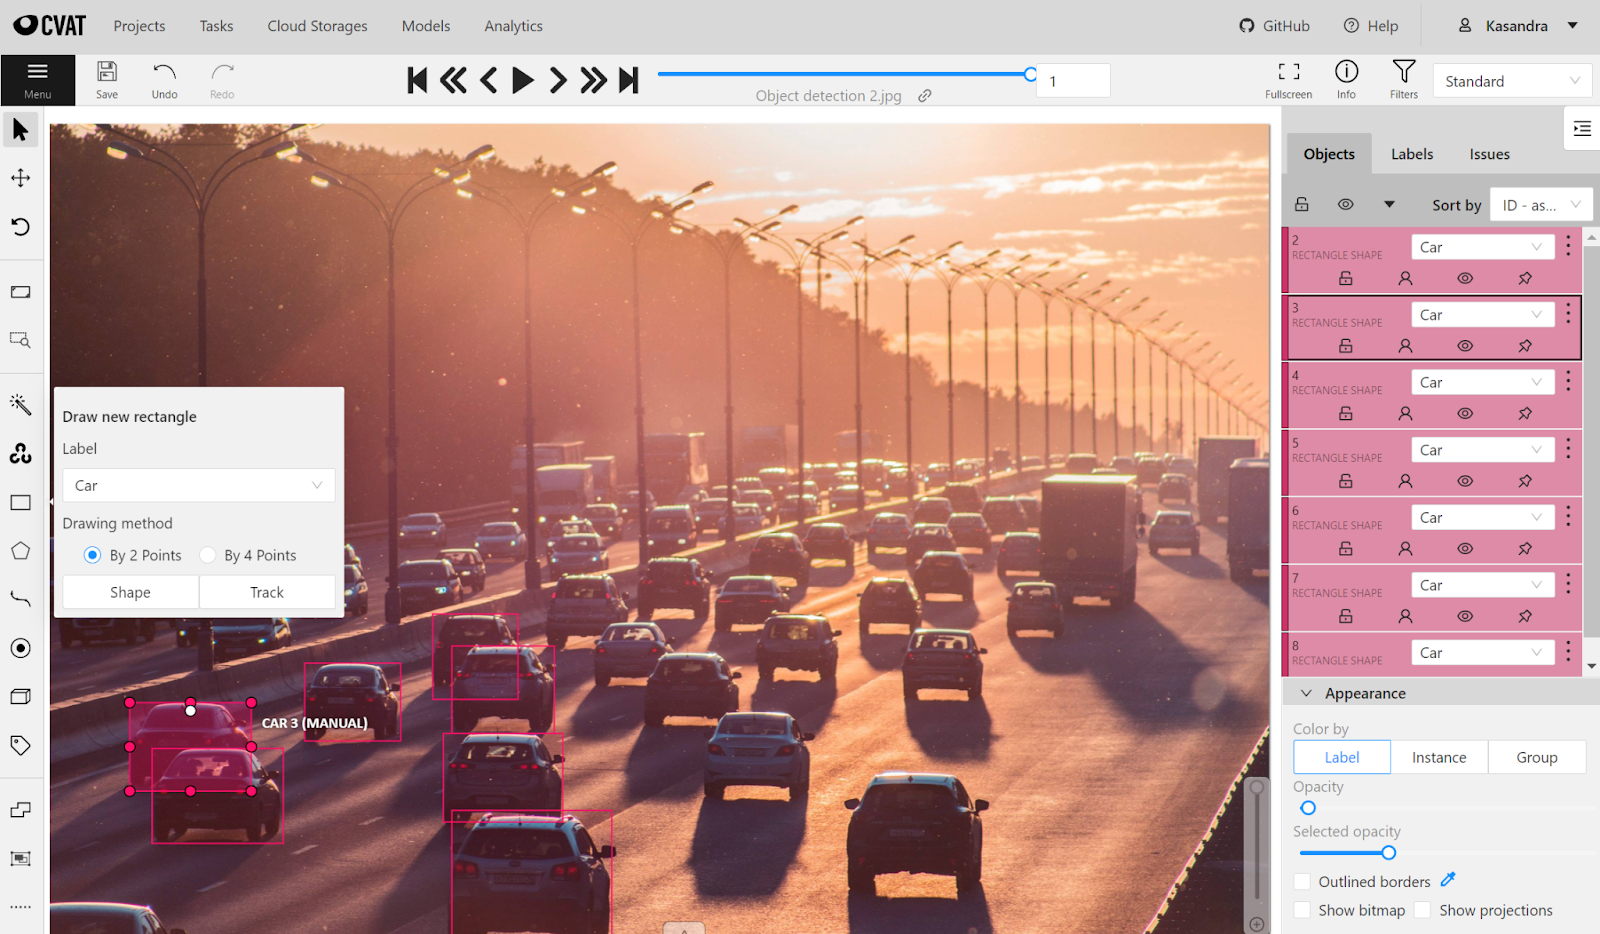 CVAT
Projects
Tasks
Cloud Storages
Models
Analytics
GitHub
Help
Kasandra
Menu
Save
Undo
Redo
Object detection 2.jpg
1
Fullscreen
Info
Filters
Standard
Objects
Labels
Issues
Sort by
ID - as...
2
RECTANGLE SHAPE
Car
3
RECTANGLE SHAPE
Car
4
RECTANGLE SHAPE
Car
5
RECTANGLE SHAPE
Car
6
RECTANGLE SHAPE
Car
7
RECTANGLE SHAPE
Car
8
RECTANGLE SHAPE
Car
Draw new rectangle
Label
Car
Drawing method
By 2 Points
By 4 Points
Shape
Track
CAR 3 (MANUAL)
Appearance
Color by
Label
Instance
Group
Opacity
Selected opacity
Outlined borders
Show bitmap
Show projections